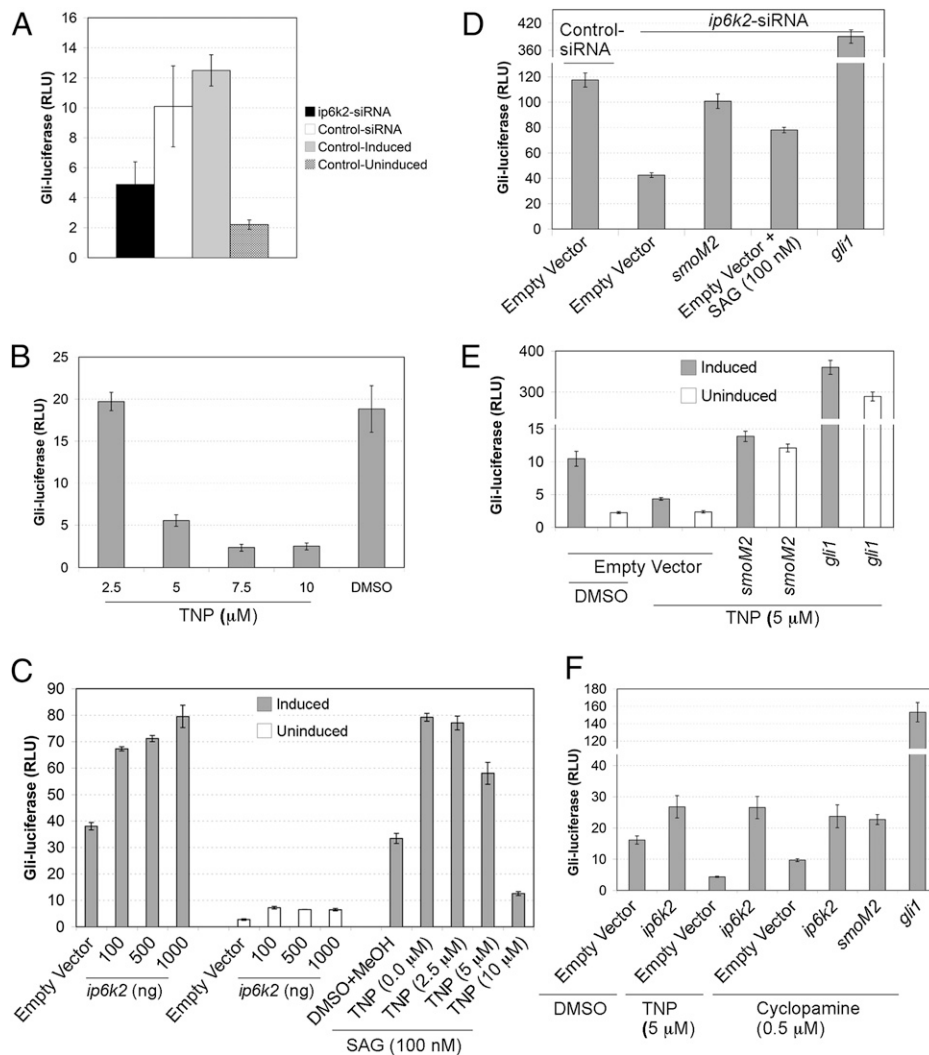 A
Gli-luciferase (RLU)
16
14
12
10
8
6
4
2
0
ip6k2-siRNA
Control-siRNA
Control-Induced
Control-Uninduced
B
Gli-luciferase (RLU)
25
20
15
10
5
0
2.5 5 7.5 10 DMSO
TNP (μM)
C
Gli-luciferase (RLU)
90
80
70
60
50
40
30
20
10
0
Induced
Uninduced
Empty Vector
100
500
1000
ip6k2 (ng)
Empty Vector
100
500
1000
ip6k2 (ng)
DMSO+MeOH
TNP (0.0 μM)
TNP (2.5 μM)
TNP (5 μM)
TNP (10 μM)
SAG (100 nM)
D
Control-
siRNA
ip6k2-siRNA
Gli-luciferase (RLU)
420
360
120
100
80
60
40
20
0
Empty Vector
Empty Vector
smoM2
Empty Vector +
SAG (100 nM)
gli1
E
Gli-luciferase (RLU)
400
300
15
10
5
0
Induced
Uninduced
Empty Vector
smoM2
smoM2
gli1
gli1
DMSO
TNP (5 μM)
F
Gli-luciferase (RLU)
160
140
120
100
40
30
20
10
0
Empty Vector
ip6k2
Empty Vector
ip6k2
Empty Vector
ip6k2
smoM2
gli1
DMSO
TNP
(5 μM)
Cyclopamine
(0.5 μM)